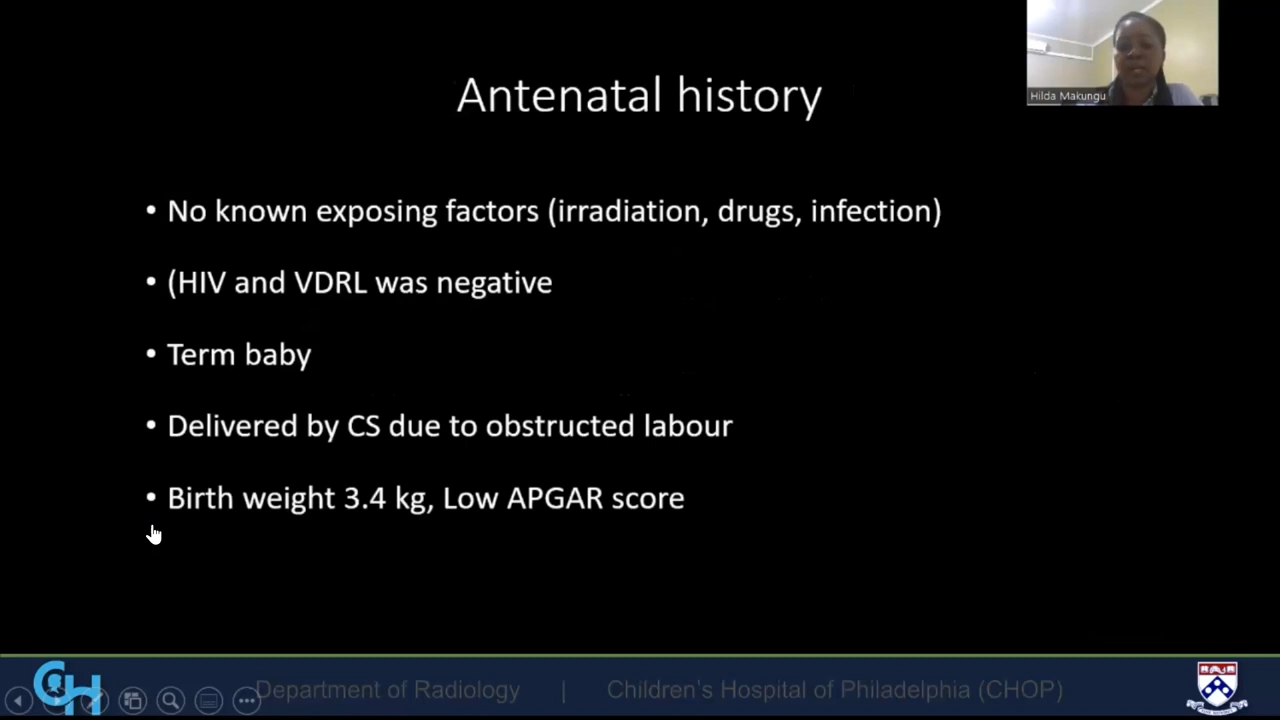 Antenatal history
Hilda Makungu
• No known exposing factors (irradiation, drugs, infection)
• (HIV and VDRL was negative
• Term baby
• Delivered by CS due to obstructed labour
• Birth weight 3.4 kg, Low APGAR score
CH
Department of Radiology | Children's Hospital of Philadelphia (CHOP)